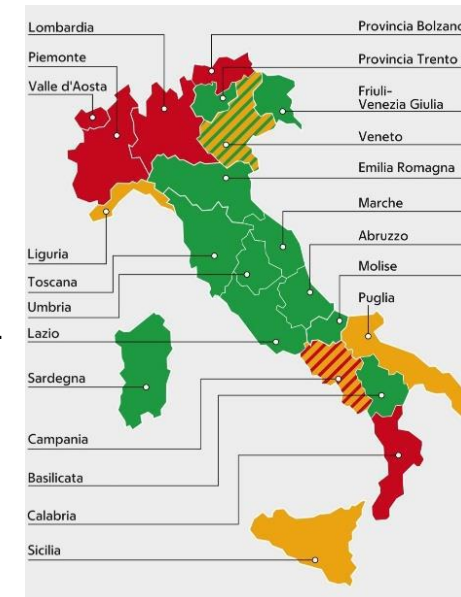 Lombardia
Piemonte
Valle d'Aosta
Liguria
Toscana
Umbria
Lazio
Sardegna
Campania
Basilicata
Calabria
Sicilia
Provincia Bolzano
Provincia Trento
Friuli-
Venezia Giulia
Veneto
Emilia Romagna
Marche
Abruzzo
Molise
Puglia